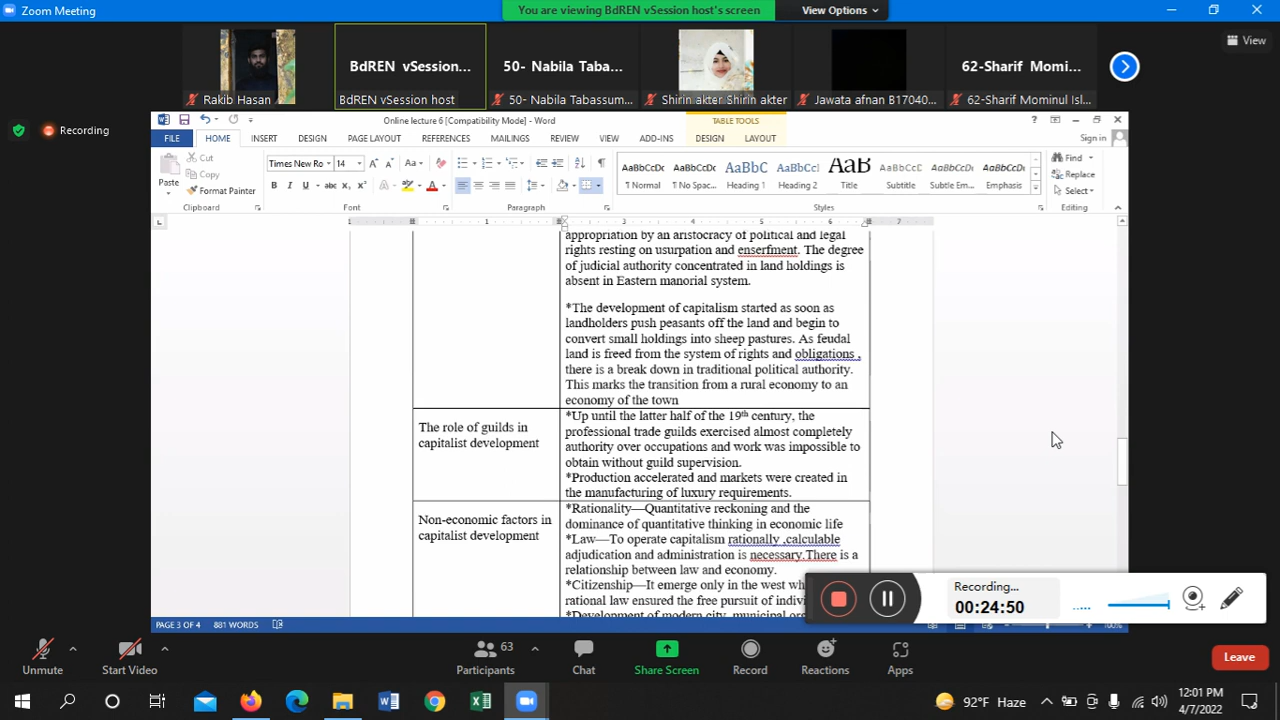 Zoom Meeting
You are viewing BdREN vSession host's screen
View Options
View
Rakib Hasan
BdREN vSession...
BdREN vSession host
50- Nabila Taba...
50- Nabila Tabassum...
Shirin akter Shirin akter
Jawata afnan B17040...
62-Sharif Momi...
62-Sharif Mominul Isl...
Recording
Online lecture 6 [Compatibility Mode] - Word
TABLE TOOLS
FILE HOME INSERT DESIGN PAGE LAYOUT REFERENCES MAILINGS REVIEW VIEW ADD-INS DESIGN LAYOUT
Sign in
Paste
Cut
Copy
Format Painter
Clipboard
Times New Ro 14
Font
Paragraph
AaBbCcDc AaBbCcDc AaBbC AaBbCc AaB AaBbCcD AaBbCcDc AaBbCcDc
¶ Normal ¶ No Spac... Heading 1 Heading 2 Title Subtitle Subtle Em... Emphasis
Styles
Find
Replace
Select
Editing
appropriation by an aristocracy of political and legal
rights resting on usurpation and enserfment. The degree
of judicial authority concentrated in land holdings is
absent in Eastern manorial system.
*The development of capitalism started as soon as
landholders push peasants off the land and begin to
convert small holdings into sheep pastures. As feudal
land is freed from the system of rights and obligations ,
there is a break down in traditional political authority.
This marks the transition from a rural economy to an
economy of the town
The role of guilds in
capitalist development
*Up until the latter half of the 19th century, the
professional trade guilds exercised almost completely
authority over occupations and work was impossible to
obtain without guild supervision.
*Production accelerated and markets were created in
the manufacturing of luxury requirements.
Non-economic factors in
capitalist development
*Rationality—Quantitative reckoning and the
dominance of quantitative thinking in economic life
*Law—To operate capitalism rationally ,calculable
adjudication and administration is necessary.There is a
relationship between law and economy.
*Citizenship—It emerge only in the west wh
rational law ensured the free pursuit of indiv
*Development of modern city, municipal or
PAGE 3 OF 4 881 WORDS
100%
Recording...
00:24:50
Unmute
Start Video
63
Participants
Chat
Share Screen
Record
Reactions
Apps
Leave
92°F Haze
12:01 PM
4/7/2022